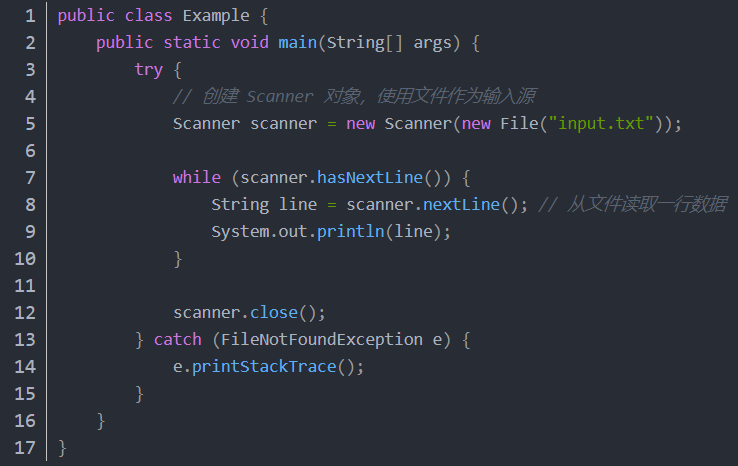 1 public class Example {
2     public static void main(String[] args) {
3         try {
4             // 创建 Scanner 对象，使用文件作为输入源
5             Scanner scanner = new Scanner(new File("input.txt"));
6
7             while (scanner.hasNextLine()) {
8                 String line = scanner.nextLine(); // 从文件读取一行数据
9                 System.out.println(line);
10             }
11
12             scanner.close();
13         } catch (FileNotFoundException e) {
14             e.printStackTrace();
15         }
16     }
17 }